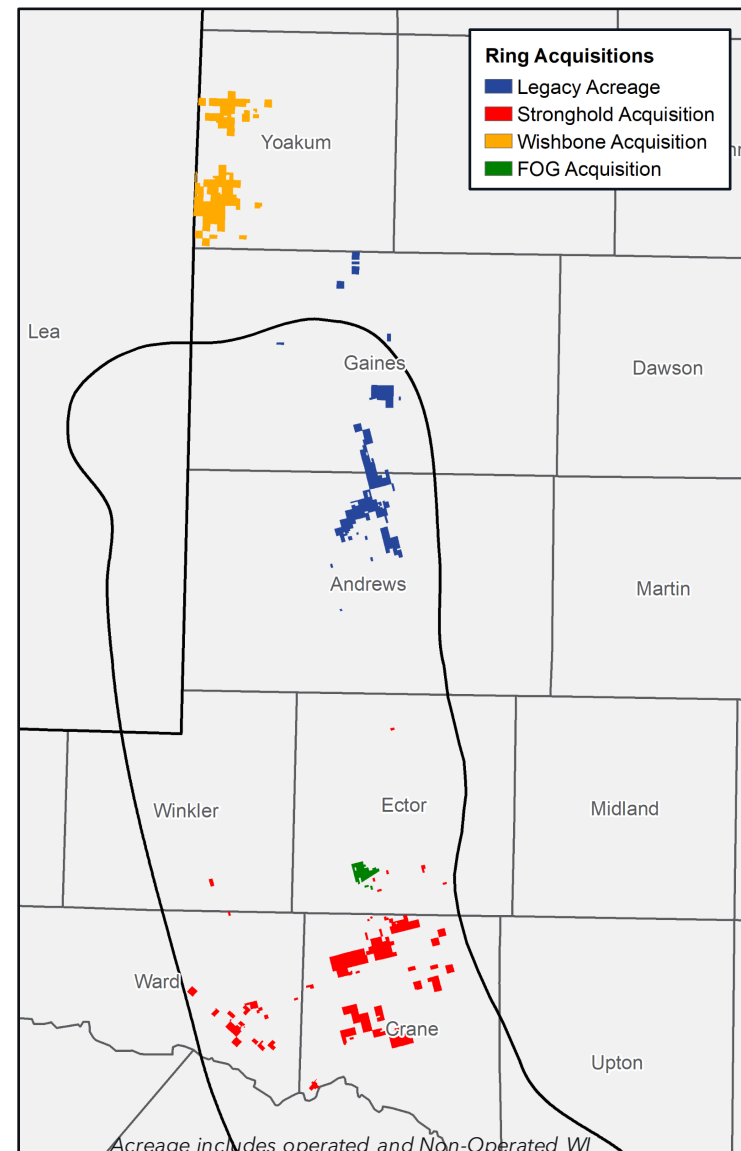 Ring Acquisitions
Legacy Acreage
Stronghold Acquisition
Wishbone Acquisition
FOG Acquisition
Yoakum
Lea
Gaines
Dawson
Andrews
Martin
Winkler
Ector
Midland
Ward
Crane
Upton
Acreage includes operated and Non-Operated WI